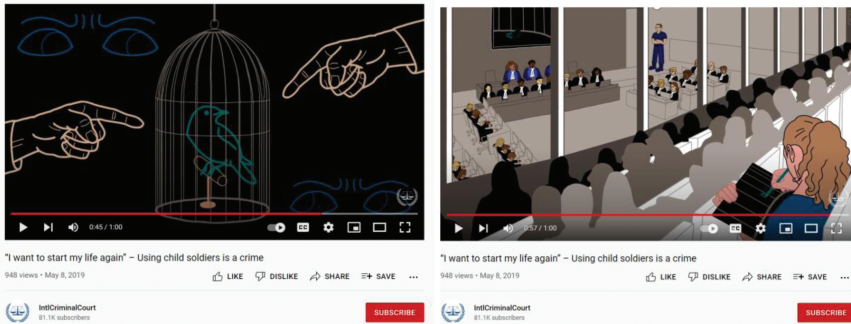 0:45 / 1:00
CC
"I want to start my life again" – Using child soldiers is a crime
948 views • May 8, 2019
LIKE
DISLIKE
SHARE
SAVE
IntlCriminalCourt
81.1K subscribers
SUBSCRIBE
0:57 / 1:00
CC
"I want to start my life again" – Using child soldiers is a crime
948 views • May 8, 2019
LIKE
DISLIKE
SHARE
SAVE
IntlCriminalCourt
81.1K subscribers
SUBSCRIBE